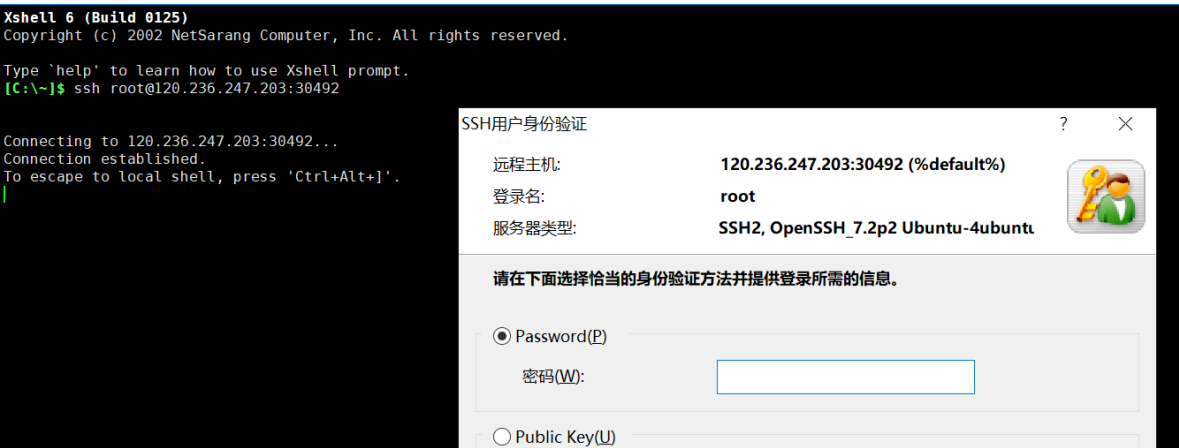 Xshell 6 (Build 0125)
Copyright (c) 2002 NetSarang Computer, Inc. All rights reserved.
Type `help' to learn how to use Xshell prompt.
[C:\~]$ ssh root@120.236.247.203:30492
Connecting to 120.236.247.203:30492...
Connection established.
To escape to local shell, press 'Ctrl+Alt+]'.
SSH用户身份验证
远程主机: 120.236.247.203:30492 (%default%)
登录名: root
服务器类型: SSH2, OpenSSH_7.2p2 Ubuntu-4ubuntu
请在下面选择恰当的身份验证方法并提供登录所需的信息。
Password(P)
密码(W):
Public Key(U)